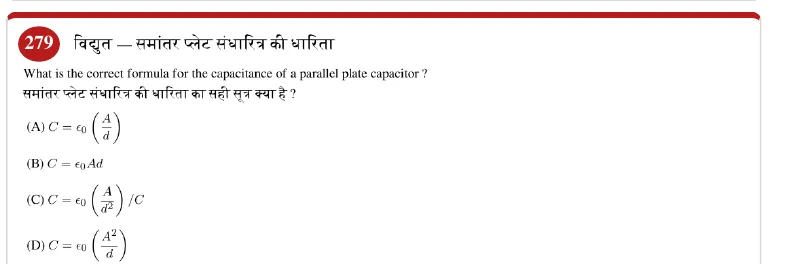 279 विद्युत — समांतर प्लेट संधारित्र की धारिता
What is the correct formula for the capacitance of a parallel plate capacitor ?
समांतर प्लेट संधारित्र की धारिता का सही सूत्र क्या है ?
(A) C = ϵ₀ (A/d)
(B) C = ϵ₀Ad
(C) C = ϵ₀ (A/d²) /C
(D) C = ϵ₀ (A²/d)